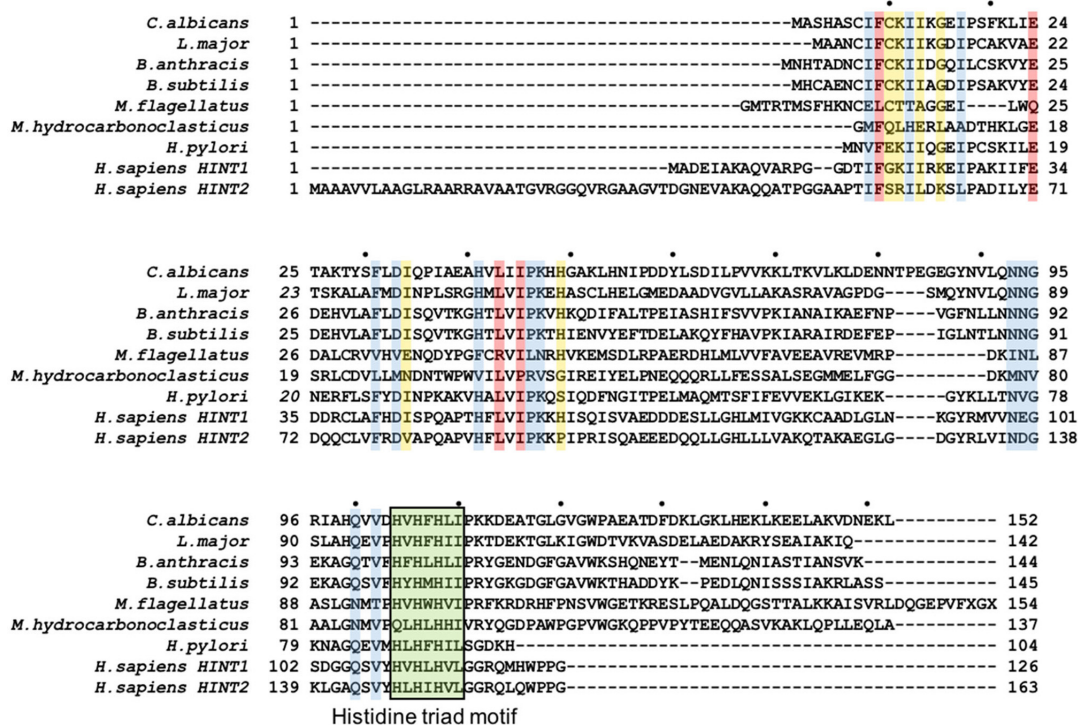 C.albicans 1 -----------------------------------------------MASHASCIFCKIIKGEIPSFKLIE 24
L.major 1 -------------------------------------------------MAANCIFCKIIKGDIPCAKVAE 22
B.anthracis 1 ----------------------------------------------MNHTADNCIFCKIIDGQILCSKVYE 25
B.subtilis 1 -----------------------------------------------MHCAENCIFCKIIAGDIPSAKVYE 24
M.flagellatus 1 ------------------------------------------GMTRTMSFHKNCELCTTAGGEI----LWQ 25
M.hydrocarbonoclasticus 1 -----------------------------------------------------GMFQLHERLAADTHKLGE 18
H.pylori 1 ----------------------------------------------------MNVFEKIIQGEIPCSKILE 19
H.sapiens HINT1 1 -----------------------------------MADEIAKAQVARPG--GDTIFGKIIRKEIPAKIIFE 34
H.sapiens HINT2 1 MAAAVVLAAGLRAARRAVAATGVRGGQVRGAAGVTDGNEVAKAQQATPGGAAPTIFSRILDKSLPADILYE 71
C.albicans 25 TAKTYSFLDIQPIAEAHVLIIPKHHGAKLHNIPDDYLSDILPVVKKLTKVLKLDENNTPEGEGYNVLQNNG 95
L.major 23 TSKALAFMDINPLSRGHMLVIPKEHASCLHELGMEDAADVGVLLAKASRAVAGPDG----SMQYNVLQNNG 89
B.anthracis 26 DEHVLAFLDISQVTKGHTLVIPKVHKQDIFALTPEIASHIFSVVPKIANAIKAEFNP----VGFNLLNNNG 92
B.subtilis 25 DEHVLAFLDISQVTKGHTLVIPKTHIENVYEFTDELAKQYFHAVPKIARAIRDEFEP----IGLNTLNNNG 91
M.flagellatus 26 DALCRVVHVENQDYPGFCRVILNRHVKEMSDLRPAERDHLMLVVFAVEEAVREVMRP---------DKINL 87
M.hydrocarbonoclasticus 19 SRLCDVLLMNDNTWPWVILVPRVSGIREIYELPNEQQQRLLFESSALSEGMMELFGG---------DKMNV 80
H.pylori 20 NERFLSFYDINPKAKVHALVIPKQSIQDFNGITPELMAQMTSFIFEVVEKLGIKEK----GYKLLTNVG 78
H.sapiens HINT1 35 DDRCLAFHDISPQAPTHFLVIPKKHISQISVAEDDDESLLGHLMIVGKKCAADLGLN----KGYRMVVNEG 101
H.sapiens HINT2 72 DQQCLVFRDVAPQAPVHFLVIPKKPIPRISQAEEEDQQLLGHLLLVAKQTAKAEGLG----DGYRLVINDG 138
C.albicans 96 RIAHQVVDHVHFHLIPKKDEATGLGVGWPAEATDFDKLGKLHEKLKEELAKVDNEKL---------- 152
L.major 90 SLAHQEVPHVHFHIIPKTDEKTGLKIGWDTVKVASDELAEDAKRYSEAIAKIQ-------------- 142
B.anthracis 93 EKAGQTVFHFHLHLIPRYGENDGFGAVWKSHQNEYT--MENLQNIASTIANSVK------------- 144
B.subtilis 92 EKAGQSVFHYHMHIIPRYGKGDGFGAVWKTHADDYK--PEDLQNISSSIAKRLASS----------- 145
M.flagellatus 88 ASLGNMTPHVHWHVIPRFKRDRHFPNSVWGETKRESLPQALDQGSTTALKKAISVRLDQGEPVFXGX 154
M.hydrocarbonoclasticus 81 AALGNMVPQLHLHHIVRYQGDPAWPGPVWGKQPPVPYTEEQQASVKAKLQPLLEQLA---------- 137
H.pylori 79 KNAGQEVMHLHFHILSGDKH----------------------------------------------- 104
H.sapiens HINT1 102 SDGGQSVYHVHLHVLGGRQMHWPPG------------------------------------------ 126
H.sapiens HINT2 139 KLGAQSVYHLHIHVLGGRQLQWPPG------------------------------------------ 163
Histidine triad motif